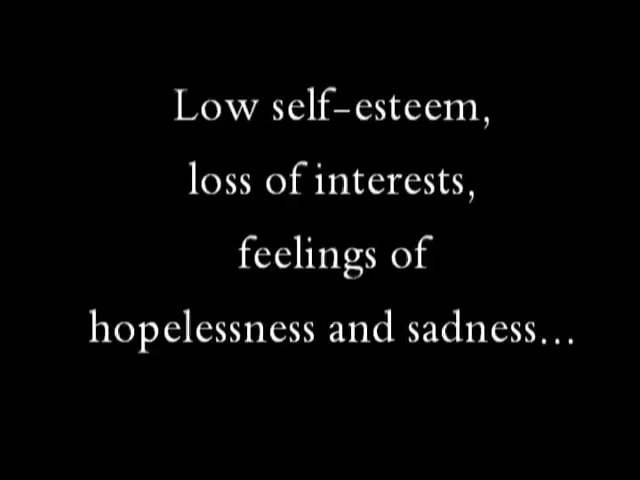 Low self-esteem,
loss of interests,
feelings of
hopelessness and sadness...